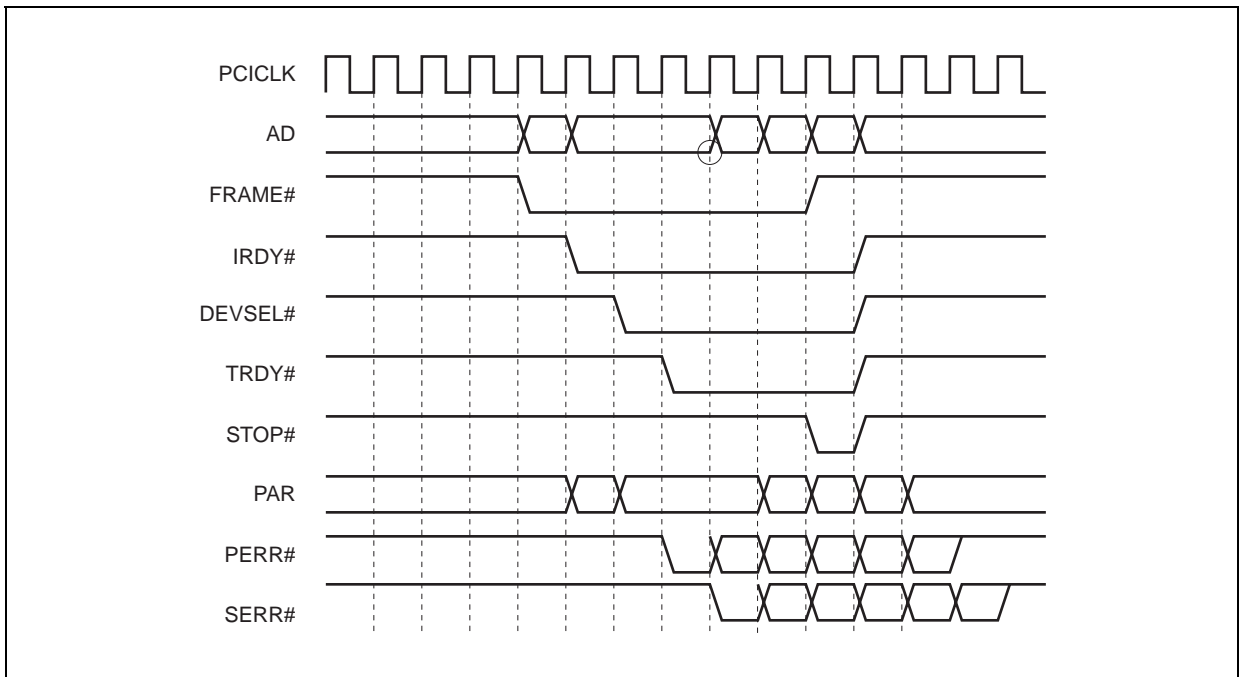 PCICLK
AD
FRAME#
IRDY#
DEVSEL#
TRDY#
STOP#
PAR
PERR#
SERR#